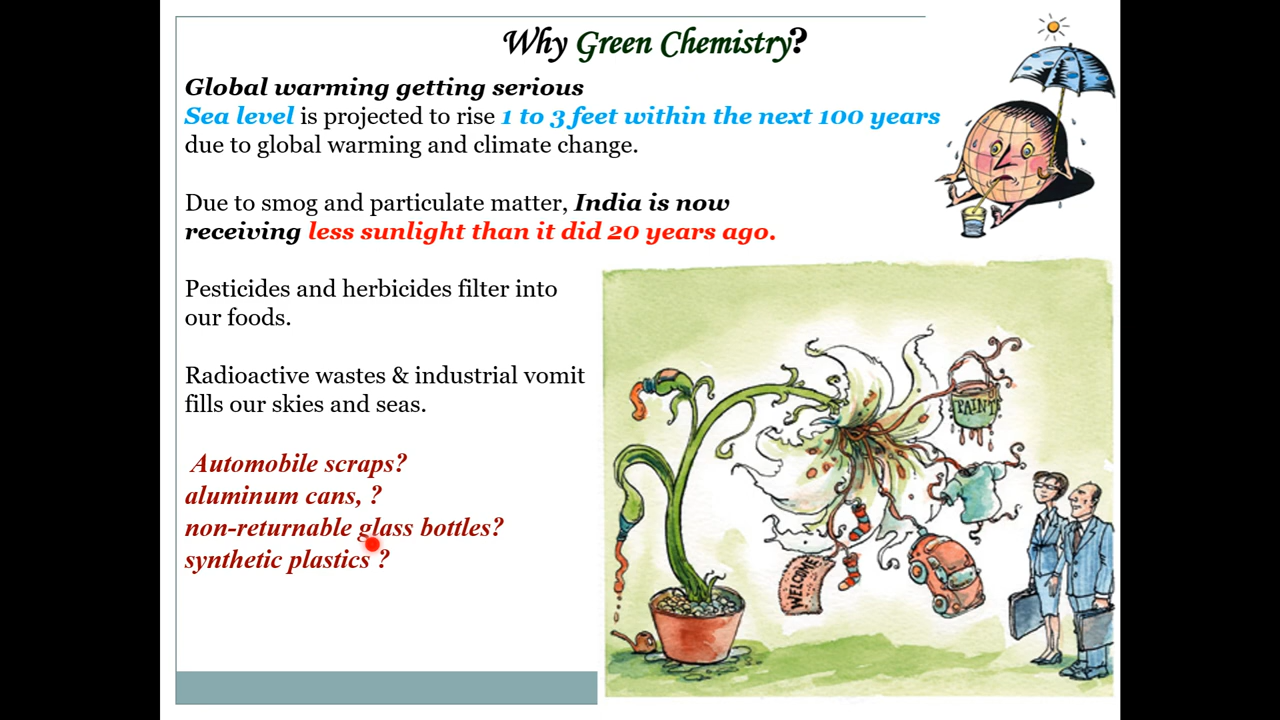 Why Green Chemistry?
Global warming getting serious
Sea level is projected to rise 1 to 3 feet within the next 100 years
due to global warming and climate change.
Due to smog and particulate matter, India is now
receiving less sunlight than it did 20 years ago.
Pesticides and herbicides filter into
our foods.
Radioactive wastes & industrial vomit
fills our skies and seas.
Automobile scraps?
aluminum cans, ?
non-returnable glass bottles?
synthetic plastics ?
PAINT
WELCOME